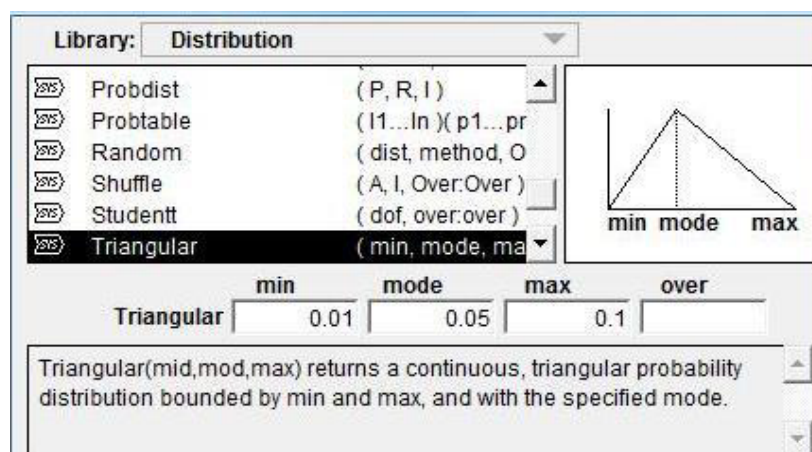 Library: Distribution
Probdist ( P, R, I )
Probtable ( I1...In )( p1...pr
Random ( dist, method, O
Shuffle ( A, I, Over:Over )
Studentt ( dof, over:over )
Triangular ( min, mode, ma
min mode max
min mode max over
Triangular 0.01 0.05 0.1
Triangular(mid,mod,max) returns a continuous, triangular probability
distribution bounded by min and max, and with the specified mode.